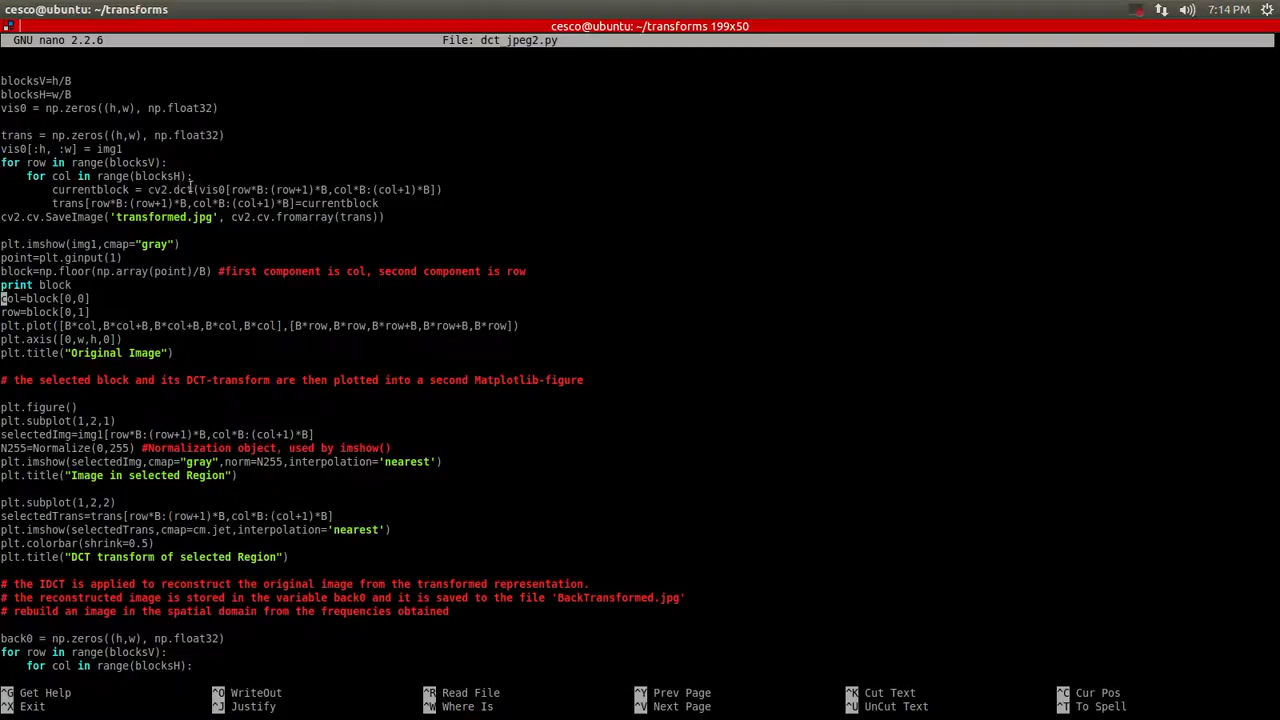 cesco@ubuntu: ~/transforms
7:14 PM
cesco@ubuntu: ~/transforms 199x50
GNU nano 2.2.6 File: dct_jpeg2.py
blocksV=h/B
blocksH=w/B
vis0 = np.zeros((h,w), np.float32)
trans = np.zeros((h,w), np.float32)
vis0[:h, :w] = img1
for row in range(blocksV):
    for col in range(blocksH):
        currentblock = cv2.dct(vis0[row*B:(row+1)*B,col*B:(col+1)*B])
        trans[row*B:(row+1)*B,col*B:(col+1)*B]=currentblock
cv2.cv.SaveImage('transformed.jpg', cv2.cv.fromarray(trans))
plt.imshow(img1,cmap="gray")
point=plt.ginput(1)
block=np.floor(np.array(point)/B) #first component is col, second component is row
print block
col=block[0,0]
row=block[0,1]
plt.plot([B*col,B*col+B,B*col+B,B*col,B*col],[B*row,B*row,B*row+B,B*row+B,B*row])
plt.axis([0,w,h,0])
plt.title("Original Image")
# the selected block and its DCT-transform are then plotted into a second Matplotlib-figure
plt.figure()
plt.subplot(1,2,1)
selectedImg=img1[row*B:(row+1)*B,col*B:(col+1)*B]
N255=Normalize(0,255) #Normalization object, used by imshow()
plt.imshow(selectedImg,cmap="gray",norm=N255,interpolation='nearest')
plt.title("Image in selected Region")
plt.subplot(1,2,2)
selectedTrans=trans[row*B:(row+1)*B,col*B:(col+1)*B]
plt.imshow(selectedTrans,cmap=cm.jet,interpolation='nearest')
plt.colorbar(shrink=0.5)
plt.title("DCT transform of selected Region")
# the IDCT is applied to reconstruct the original image from the transformed representation.
# the reconstructed image is stored in the variable back0 and it is saved to the file 'BackTransformed.jpg'
# rebuild an image in the spatial domain from the frequencies obtained
back0 = np.zeros((h,w), np.float32)
for row in range(blocksV):
    for col in range(blocksH):
^G Get Help ^O WriteOut ^R Read File ^Y Prev Page ^K Cut Text ^C Cur Pos
^X Exit ^J Justify ^W Where Is ^V Next Page ^U UnCut Text ^T To Spell